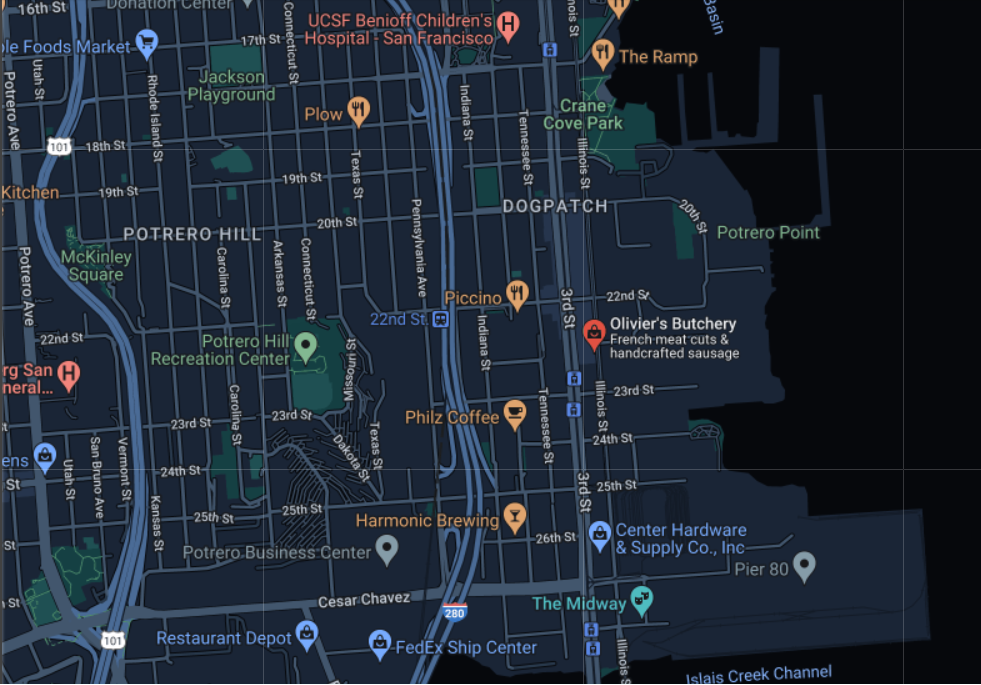 16th St
Donation Center
Connecticut St
UCSF Benioff Children's
Hospital - San Francisco
Illinois St
Basin
ole Foods Market
17th St
The Ramp
Potrero Ave
Utah St
Rhode Island St
Jackson
Playground
Indiana St
Plow
Crane
Cove Park
Tennessee St
101
18th St
Texas St
Illinois St
Kitchen
19th St
19th St
Pennsylvania Ave
DOGPATCH
20th St
POTRERO HILL
20th St
Potrero Point
McKinley
Square
Potrero Ave
Carolina St
Arkansas St
Connecticut St
Piccino
22nd St
3rd St
22nd St
Indiana St
Olivier's Butchery
French meat cuts &
handcrafted sausage
22nd St
Potrero Hill
Recreation Center
Missouri St
rg San
neral...
Carolina St
23rd St
Tennessee St
Illinois St
23rd St
Philz Coffee
23rd St
Texas St
Dakota St
24th St
ens
Utah St
San Bruno Ave
Vermont St
24th St
3rd St
25th St
St
Kansas St
25th St
25th St
Harmonic Brewing
26th St
Center Hardware
& Supply Co., Inc
St
Potrero Business Center
Pier 80
St
Cesar Chavez
The Midway
280
101
Restaurant Depot
FedEx Ship Center
Illinois S
Islais Creek Channel